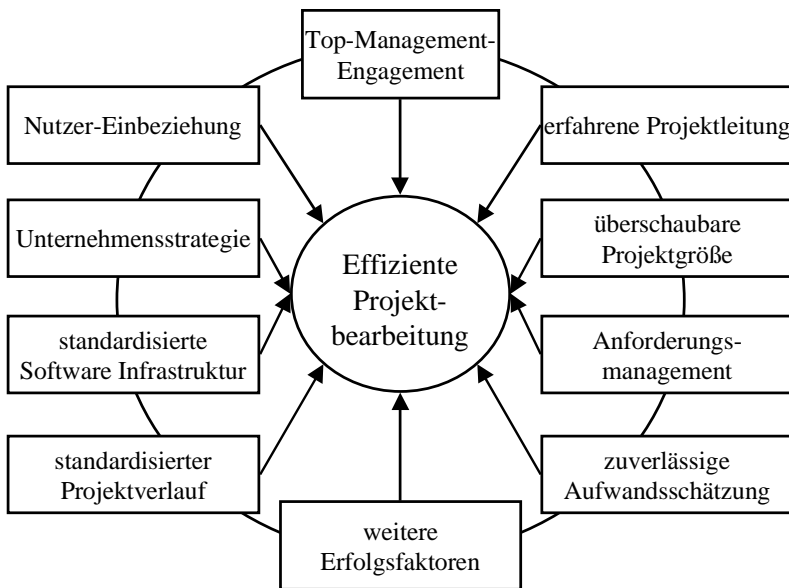 Top-Management-
Engagement
Nutzer-Einbeziehung
erfahrene Projektleitung
Unternehmensstrategie
überschaubare
Projektgröße
Effiziente
Projekt-
bearbeitung
standardisierte
Software Infrastruktur
Anforderungs-
management
standardisierter
Projektverlauf
zuverlässige
Aufwandsschätzung
weitere
Erfolgsfaktoren